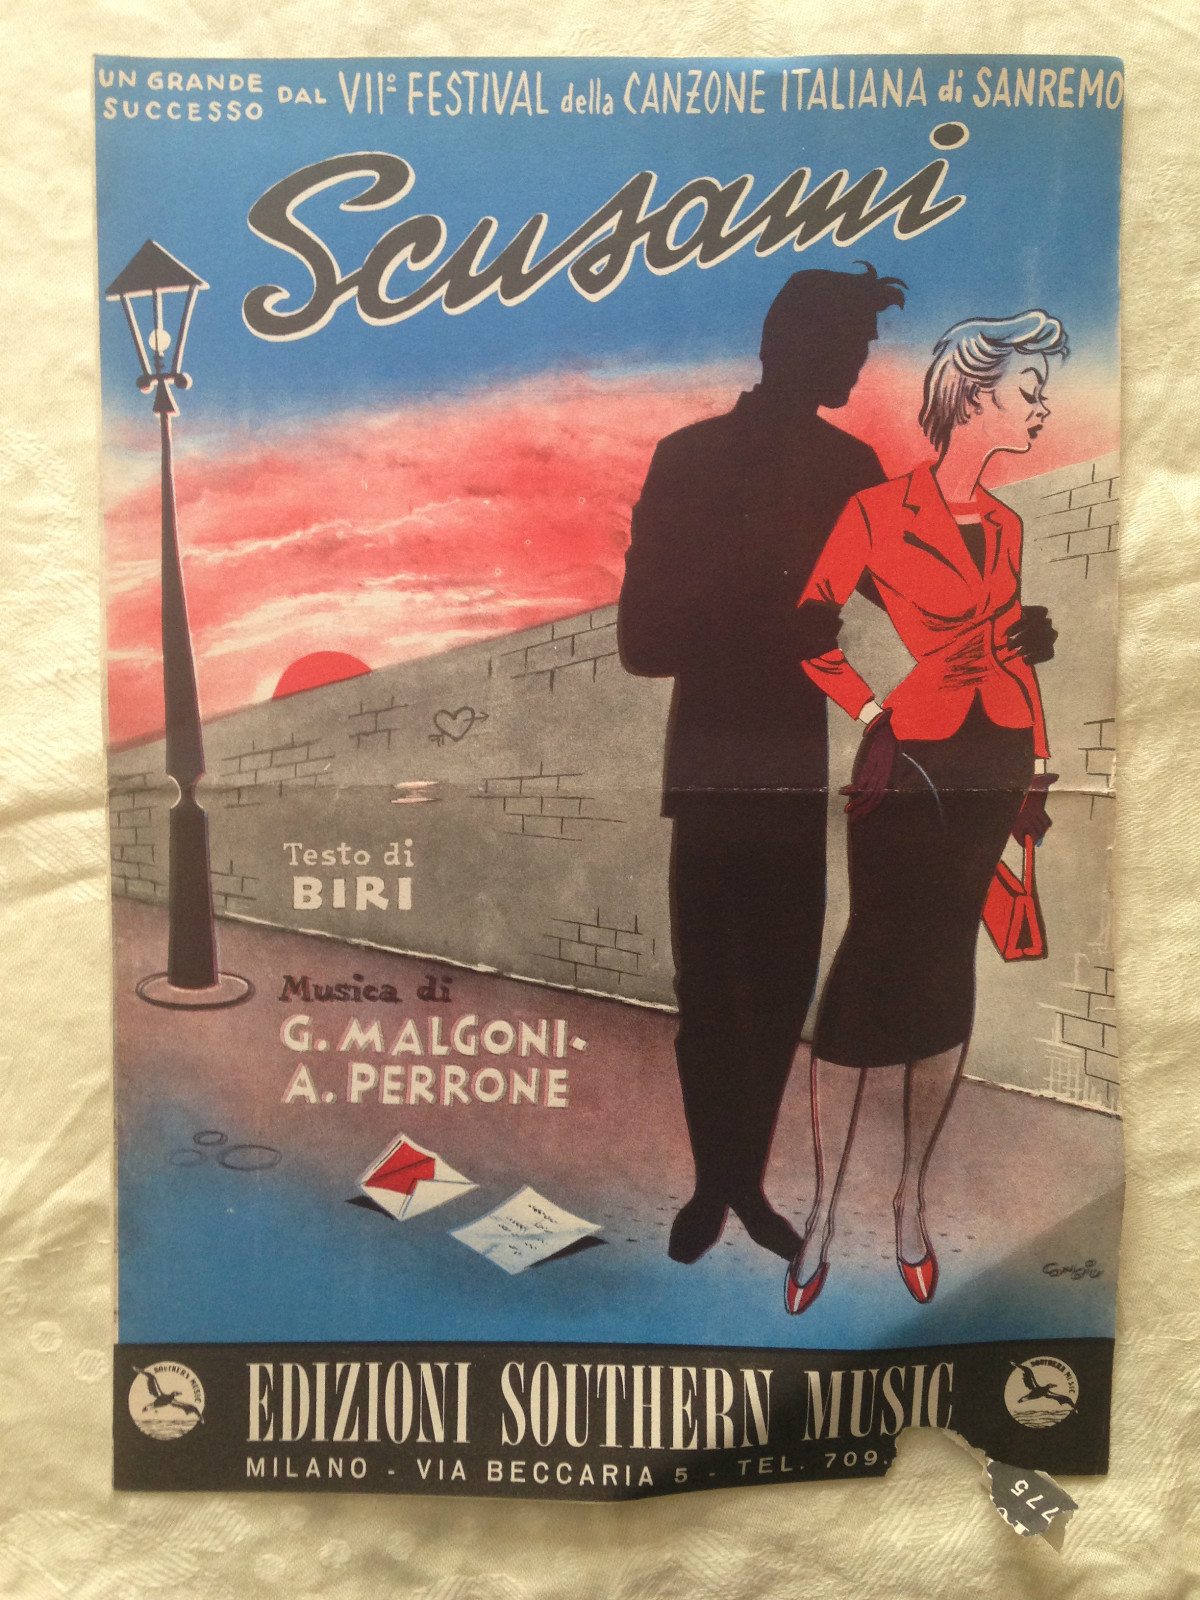 UN GRANDE
SUCCESSO
DAL VII° FESTIVAL della CANZONE ITALIANA di SANREMO
Scusami
Testo di
BIRI
Musica di
G. MALGONI-
A. PERRONE
SOUTHERN MUSIC
EDIZIONI SOUTHERN MUSIC
SOUTHERN MUSIC
MILANO - VIA BECCARIA 5 - TEL. 709.
775